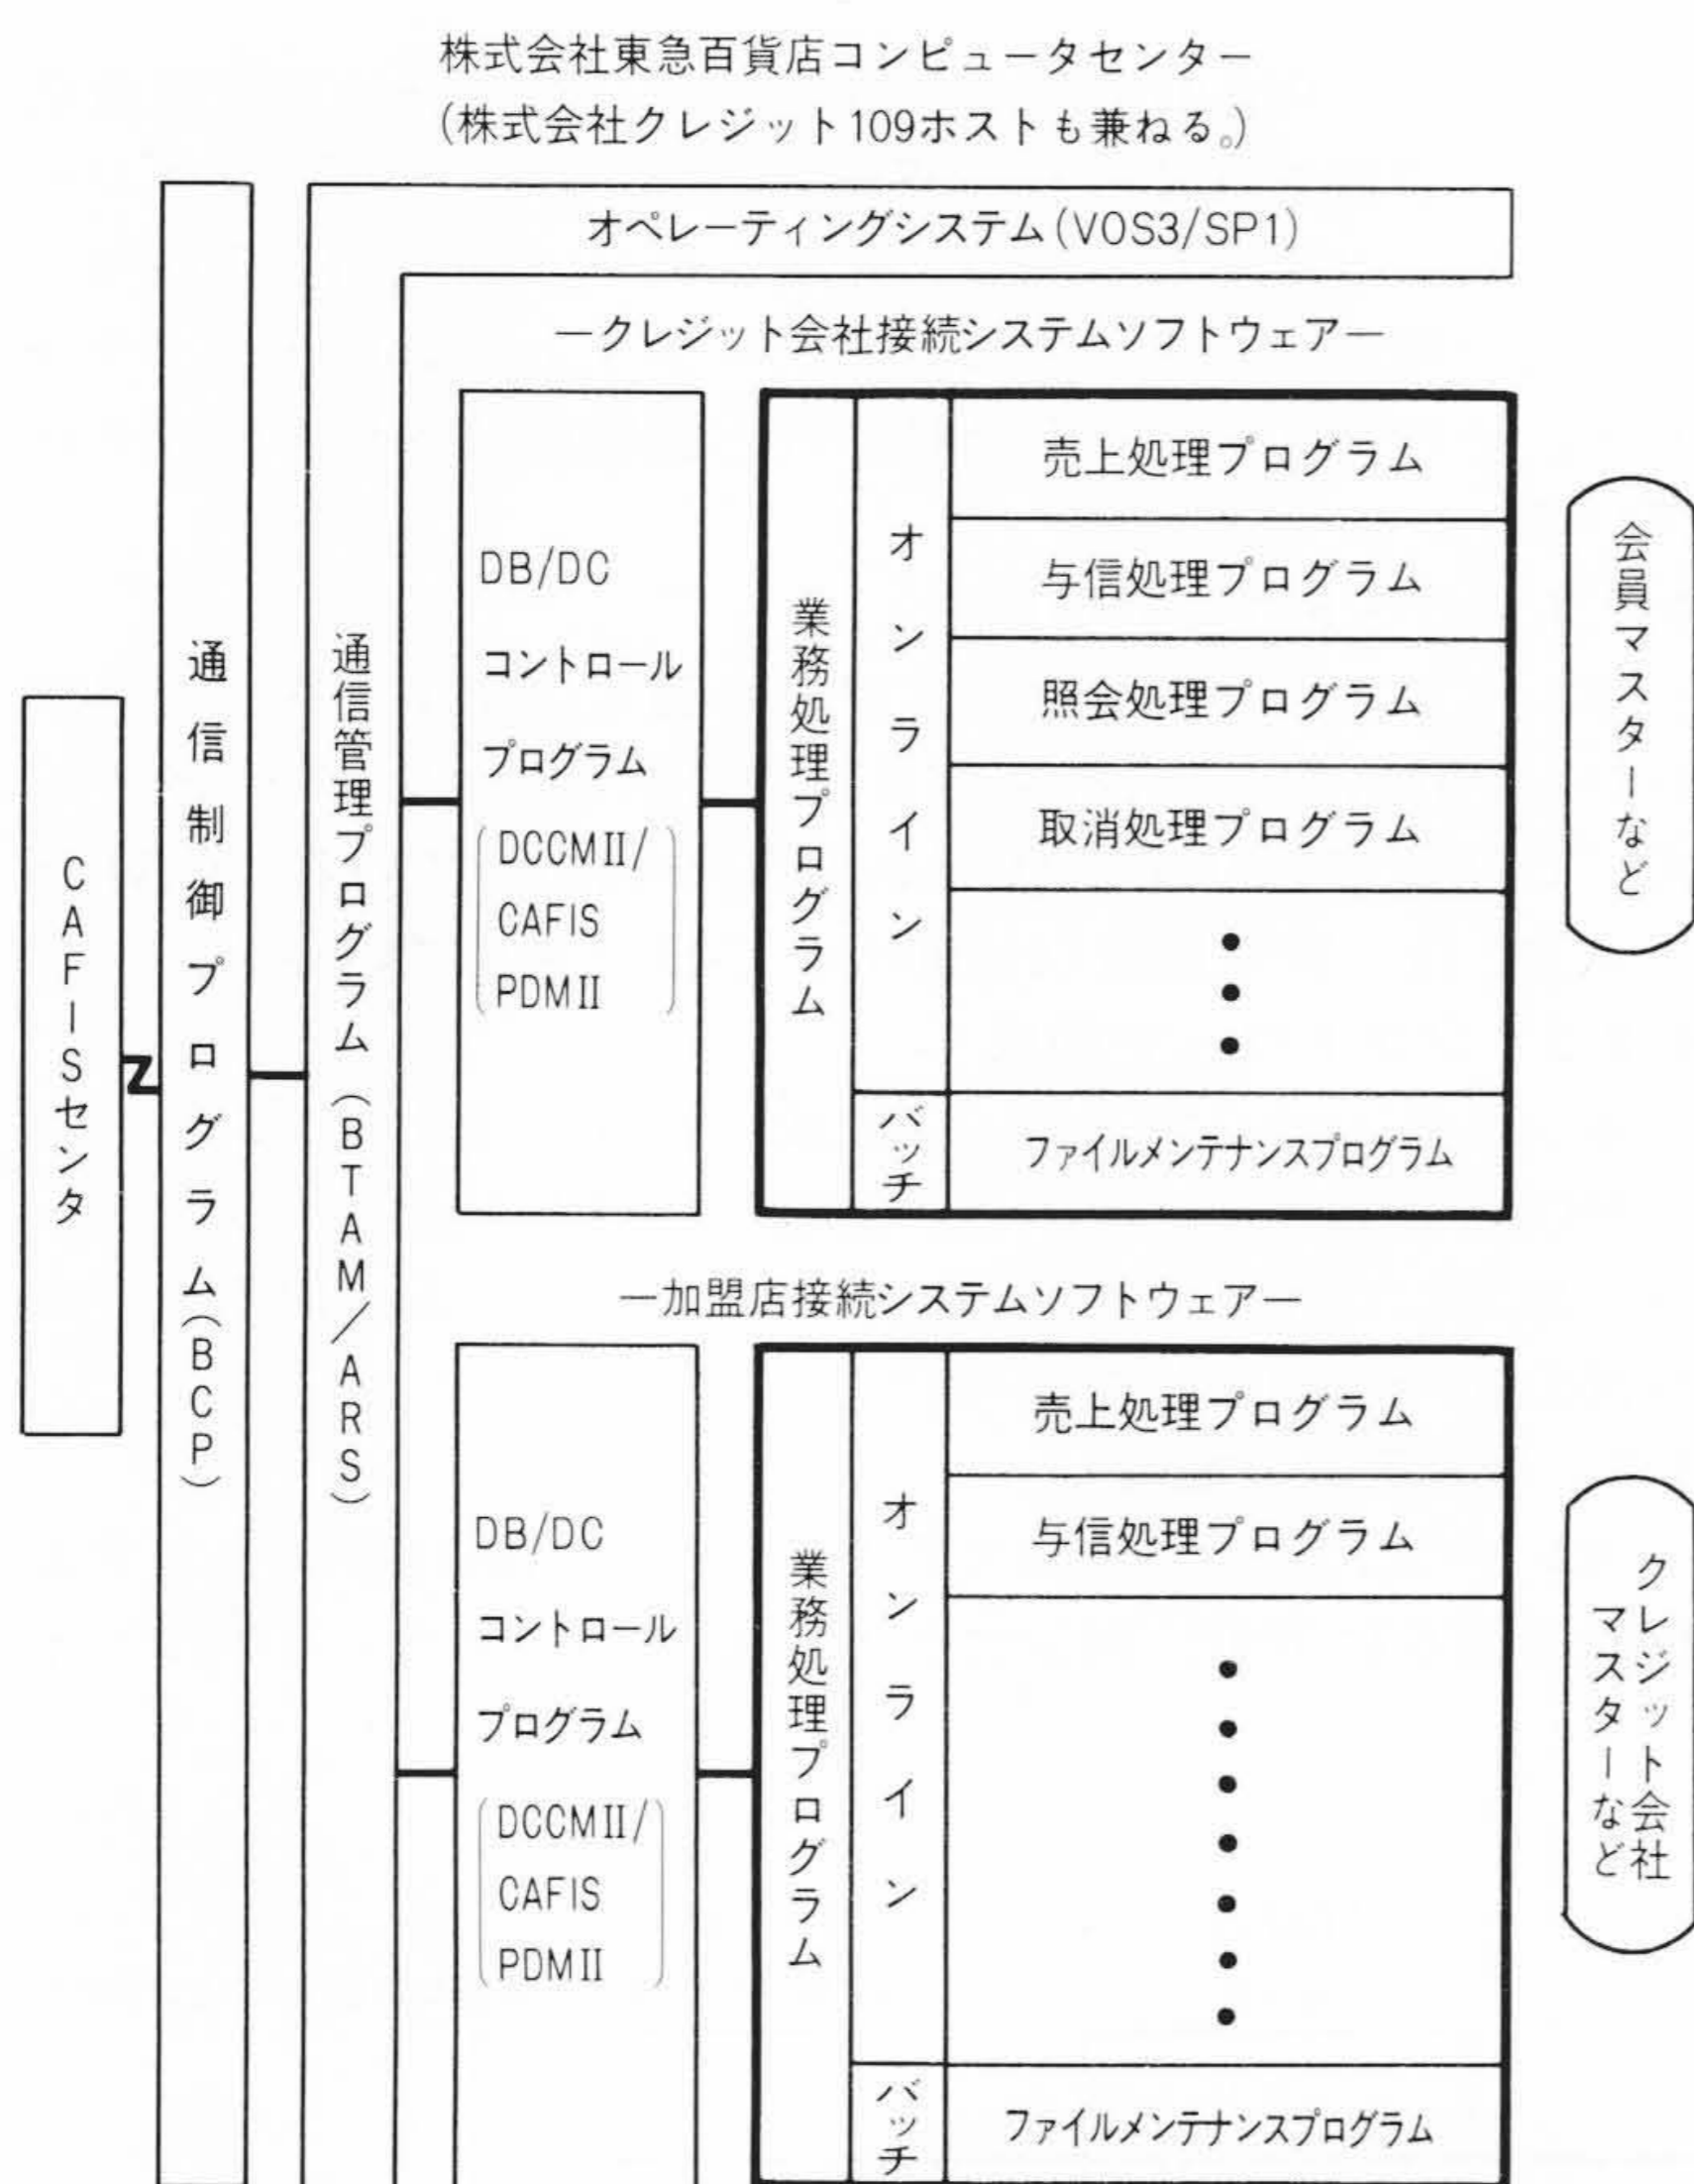 株式会社東急百貨店コンピュータセンター
(株式会社クレジット109ホストも兼ねる。)
オペレーティングシステム(VOS3/SP1)
CAFISセンタ
通信制御プログラム(BCP)
通信管理プログラム(BTAM/ARS)
―クレジット会社接続システムソフトウェア―
DB/DC
コントロール
プログラム
(DCCMII/
CAFIS
PDMII)
業務処理プログラム
オンライン
売上処理プログラム
与信処理プログラム
照会処理プログラム
取消処理プログラム
バッチ
ファイルメンテナンスプログラム
会員マスターなど
―加盟店接続システムソフトウェア―
DB/DC
コントロール
プログラム
(DCCMII/
CAFIS
PDMII)
業務処理プログラム
オンライン
売上処理プログラム
与信処理プログラム
バッチ
ファイルメンテナンスプログラム
クレジット会社
マスターなど